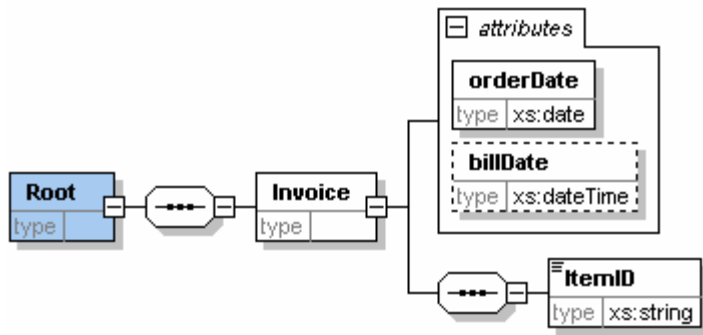 attributes
orderDate
type xs:date
billDate
type xs:dateTime
Root
type
Invoice
type
ItemID
type xs:string